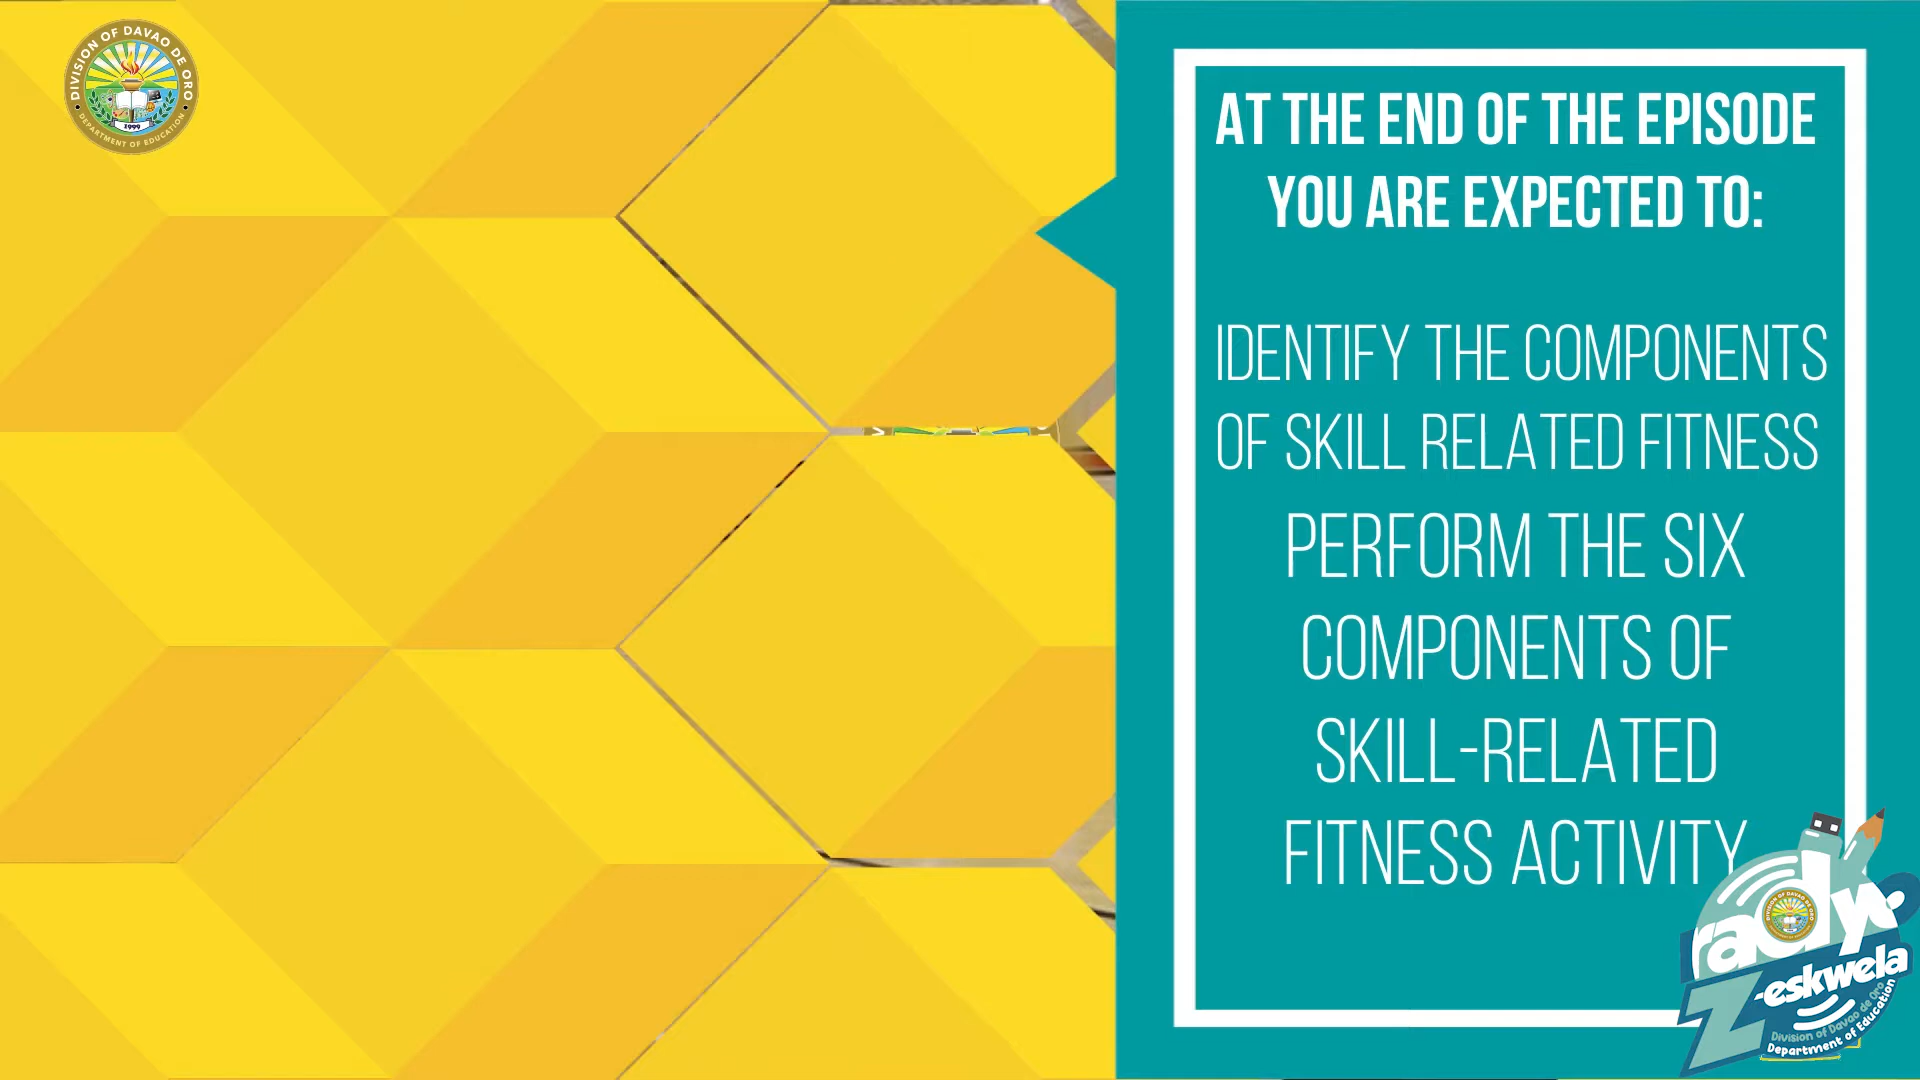 DIVISION OF DAVAO DE ORO
1999
DEPARTMENT OF EDUCATION
AT THE END OF THE EPISODE
YOU ARE EXPECTED TO:
IDENTIFY THE COMPONENTS
OF SKILL RELATED FITNESS
PERFORM THE SIX
COMPONENTS OF
SKILL-RELATED
FITNESS ACTIVITY
radyo
Z-eskwela
Division of Davao de Oro
Department of Education